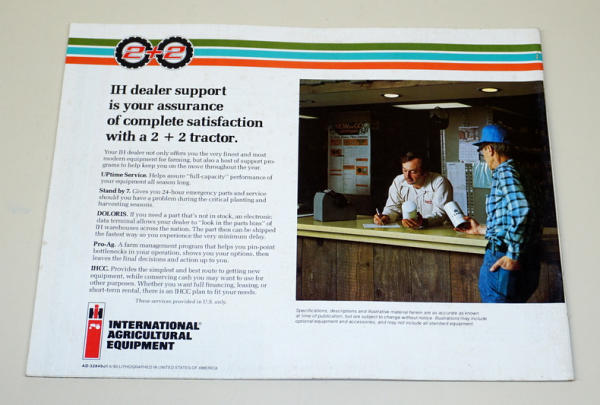 2+2
IH dealer support
is your assurance
of complete satisfaction
with a 2 + 2 tractor.
Your IH dealer not only offers you the very finest and most
modern equipment for farming, but also a host of support pro-
grams to help keep you on the move throughout the year.
UPtime Service. Helps assure "full-capacity" performance of
your equipment all season long.
Stand by 7. Gives you 24-hour emergency parts and service
should you have a problem during the critical planting and
harvesting seasons.
DOLORIS. If you need a part that's not in stock, an electronic
data terminal allows your dealer to "look in the parts bins" of
IH warehouses across the nation. The part then can be shipped
the fastest way so you experience the very minimum delay.
Pro-Ag. A farm management program that helps you pin-point
bottlenecks in your operation, shows you your options, then
leaves the final decisions and action up to you.
IHCC. Provides the simplest and best route to getting new
equipment, while conserving cash you may want to use for
other purposes. Whether you want full financing, leasing, or
short-term rental, there is an IHCC plan to fit your needs.
These services provided in U.S. only.
Specifications, descriptions and illustrative material herein are as accurate as known
at time of publication, but are subject to change without notice. Illustrations may include
optional equipment and accessories, and may not include all standard equipment.
INTERNATIONAL®
AGRICULTURAL
EQUIPMENT
LITHOGRAPHED IN UNITED STATES OF AMERICA